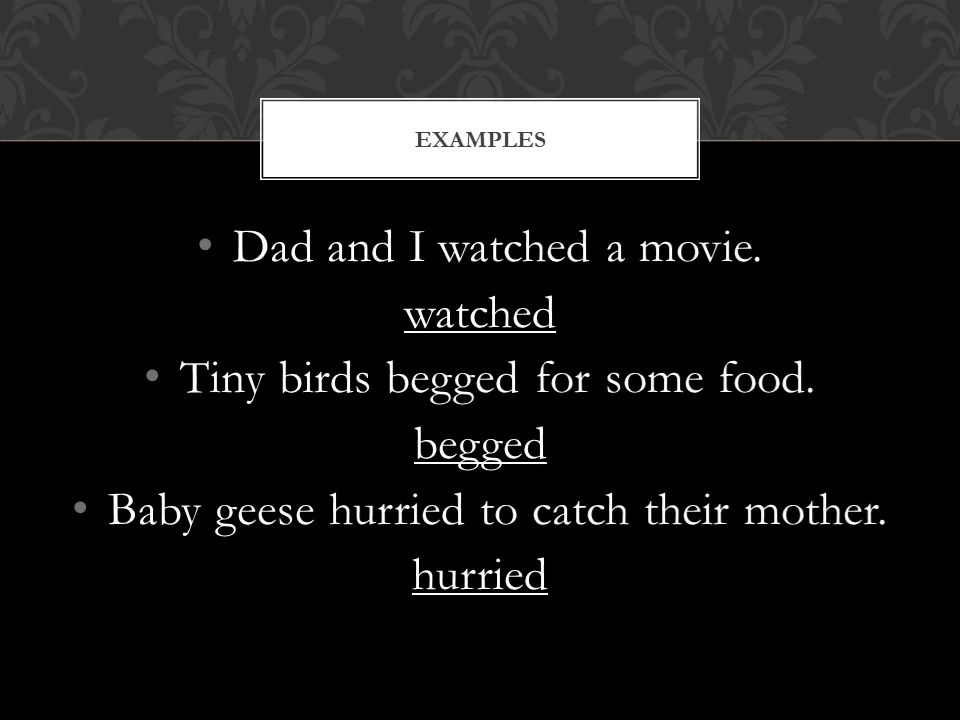 EXAMPLES
• Dad and I watched a movie.
watched
• Tiny birds begged for some food.
begged
• Baby geese hurried to catch their mother.
hurried